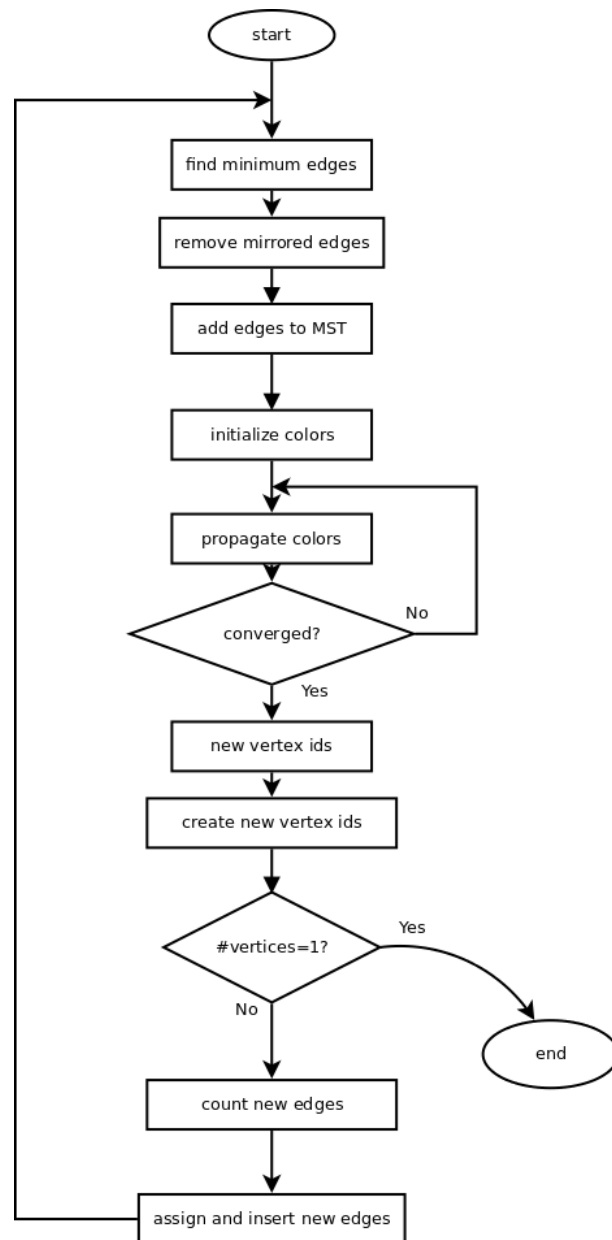 start
find minimum edges
remove mirrored edges
add edges to MST
initialize colors
propagate colors
No
converged?
Yes
new vertex ids
create new vertex ids
Yes
#vertices=1?
No
end
count new edges
assign and insert new edges